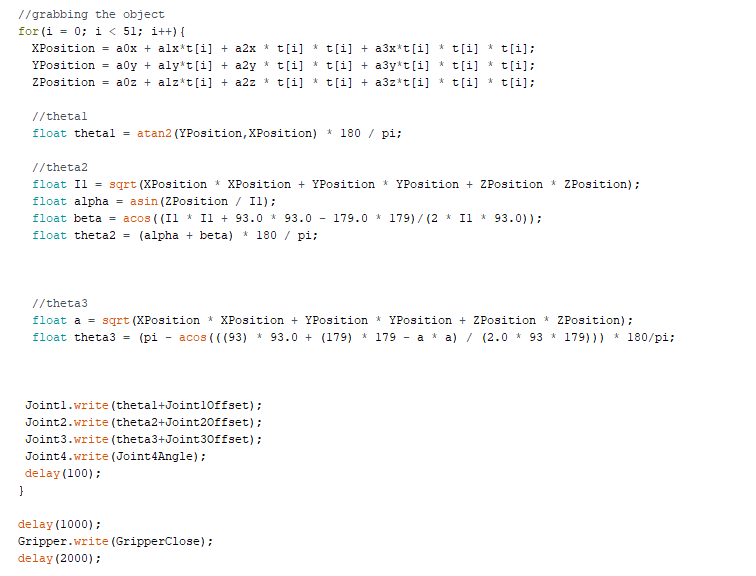 //grabbing the object
for(i = 0; i < 51; i++){
XPosition = a0x + a1x*t[i] + a2x * t[i] * t[i] + a3x*t[i] * t[i] * t[i];
YPosition = a0y + a1y*t[i] + a2y * t[i] * t[i] + a3y*t[i] * t[i] * t[i];
ZPosition = a0z + a1z*t[i] + a2z * t[i] * t[i] + a3z*t[i] * t[i] * t[i];
//theta1
float theta1 = atan2(YPosition,XPosition) * 180 / pi;
//theta2
float I1 = sqrt(XPosition * XPosition + YPosition * YPosition + ZPosition * ZPosition);
float alpha = asin(ZPosition / I1);
float beta = acos((I1 * I1 + 93.0 * 93.0 - 179.0 * 179)/(2 * I1 * 93.0));
float theta2 = (alpha + beta) * 180 / pi;
//theta3
float a = sqrt(XPosition * XPosition + YPosition * YPosition + ZPosition * ZPosition);
float theta3 = (pi - acos(((93) * 93.0 + (179) * 179 - a * a) / (2.0 * 93 * 179))) * 180/pi;
Joint1.write(theta1+Joint1Offset);
Joint2.write(theta2+Joint2Offset);
Joint3.write(theta3+Joint3Offset);
Joint4.write(Joint4Angle);
delay(100);
}
delay(1000);
Gripper.write(GripperClose);
delay(2000);